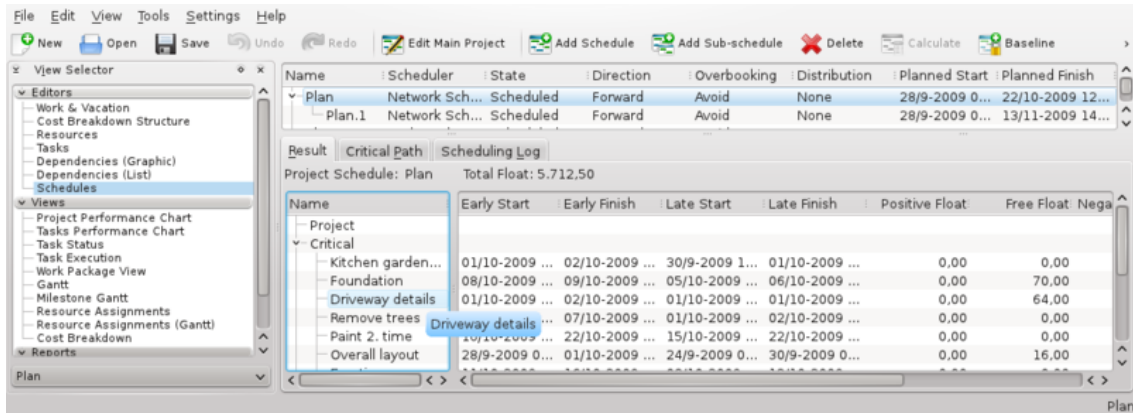 File Edit View Tools Settings Help
New Open Save Undo Redo Edit Main Project Add Schedule Add Sub-schedule Delete Calculate Baseline
View Selector
Editors
Work & Vacation
Cost Breakdown Structure
Resources
Tasks
Dependencies (Graphic)
Dependencies (List)
Schedules
Views
Project Performance Chart
Tasks Performance Chart
Task Status
Task Execution
Work Package View
Gantt
Milestone Gantt
Resource Assignments
Resource Assignments (Gantt)
Cost Breakdown
Reports
Plan
Name Scheduler State Direction Overbooking Distribution Planned Start Planned Finish
Plan Network Sch... Scheduled Forward Avoid None 28/9-2009 0... 22/10-2009 12...
Plan.1 Network Sch... Scheduled Forward Avoid None 28/9-2009 0... 13/11-2009 14...
Result Critical Path Scheduling Log
Project Schedule: Plan Total Float: 5.712,50
Name Early Start Early Finish Late Start Late Finish Positive Float Free Float Nega
Project
Critical
Kitchen garden... 01/10-2009 ... 02/10-2009 ... 30/9-2009 1... 01/10-2009 ... 0,00 0,00
Foundation 08/10-2009 ... 09/10-2009 ... 05/10-2009 ... 06/10-2009 ... 0,00 70,00
Driveway details 01/10-2009 ... 02/10-2009 ... 01/10-2009 ... 01/10-2009 ... 0,00 64,00
Remove trees 07/10-2009 ... 01/10-2009 ... 02/10-2009 ... 0,00 0,00
Driveway details
Paint 2. time 22/10-2009 ... 15/10-2009 ... 22/10-2009 ... 0,00 0,00
Overall layout 28/9-2009 0... 01/10-2009 ... 24/9-2009 0... 30/9-2009 0... 0,00 16,00
Plan